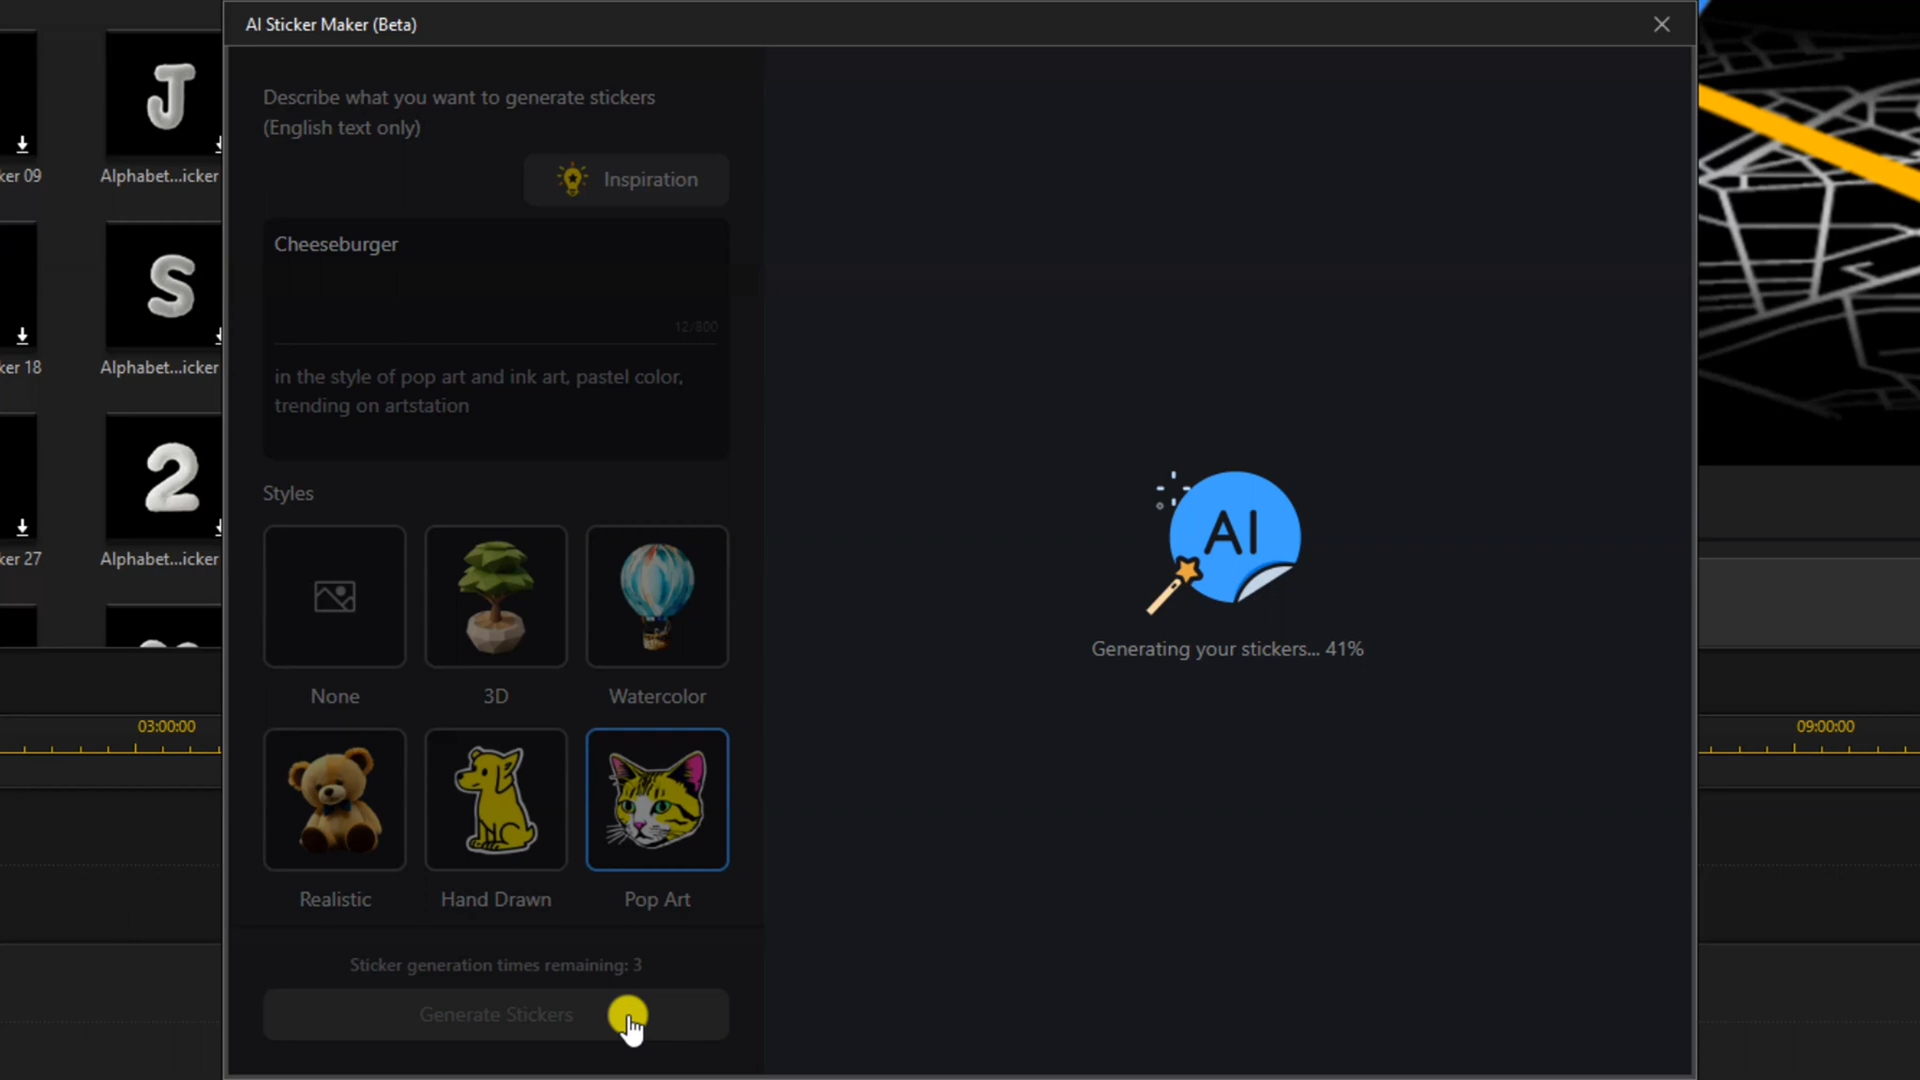 AI Sticker Maker (Beta)
Describe what you want to generate stickers
(English text only)
Inspiration
Cheeseburger
12/800
in the style of pop art and ink art, pastel color,
trending on artstation
Styles
None
3D
Watercolor
Realistic
Hand Drawn
Pop Art
Sticker generation times remaining: 3
Generate Stickers
AI
Generating your stickers... 41%
J
ker 09
Alphabet...icker
S
ker 18
Alphabet...icker
2
ker 27
Alphabet...icker
03:00:00
09:00:00